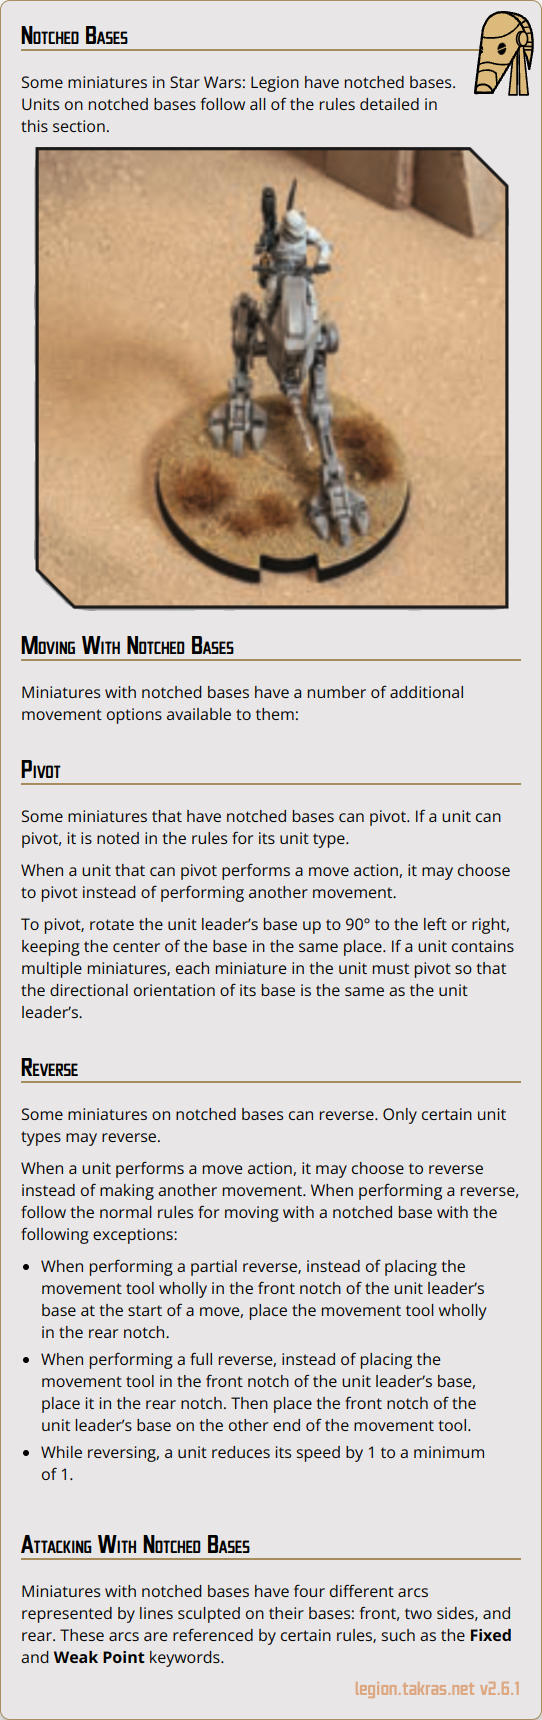 Notched Bases
Some miniatures in Star Wars: Legion have notched bases.
Units on notched bases follow all of the rules detailed in
this section.
Moving With Notched Bases
Miniatures with notched bases have a number of additional
movement options available to them:
Pivot
Some miniatures that have notched bases can pivot. If a unit can
pivot, it is noted in the rules for its unit type.
When a unit that can pivot performs a move action, it may choose
to pivot instead of performing another movement.
To pivot, rotate the unit leader’s base up to 90° to the left or right,
keeping the center of the base in the same place. If a unit contains
multiple miniatures, each miniature in the unit must pivot so that
the directional orientation of its base is the same as the unit
leader’s.
Reverse
Some miniatures on notched bases can reverse. Only certain unit
types may reverse.
When a unit performs a move action, it may choose to reverse
instead of making another movement. When performing a reverse,
follow the normal rules for moving with a notched base with the
following exceptions:
• When performing a partial reverse, instead of placing the
movement tool wholly in the front notch of the unit leader’s
base at the start of a move, place the movement tool wholly
in the rear notch.
• When performing a full reverse, instead of placing the
movement tool in the front notch of the unit leader’s base,
place it in the rear notch. Then place the front notch of the
unit leader’s base on the other end of the movement tool.
• While reversing, a unit reduces its speed by 1 to a minimum
of 1.
Attacking With Notched Bases
Miniatures with notched bases have four different arcs
represented by lines sculpted on their bases: front, two sides, and
rear. These arcs are referenced by certain rules, such as the Fixed
and Weak Point keywords.
legion.takras.net v2.6.1